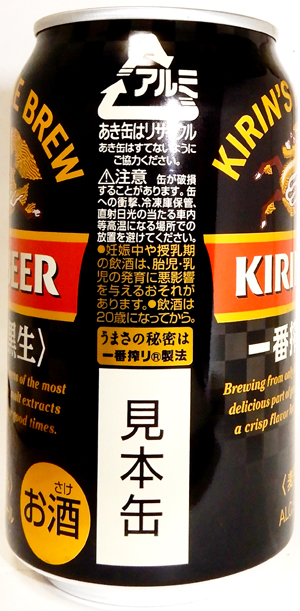 E BREW
EER
黒生〉
of the most
alt extracts
good times.
さけ
お酒
アルミ
あき缶はリサイクル
あき缶はすてないように
ご協力ください。
⚠注意 缶が破損
することがあります。缶
への衝撃、冷凍庫保管、
直射日光の当たる車内
等高温になる場所での
放置を避けてください。
●妊娠中や授乳期
の飲酒は、胎児・乳
児の発育に悪影響
を与えるおそれが
あります。●飲酒は
20歳になってから。
うまさの秘密は
一番搾り®製法
見本缶
KIRIN'S
KIRI
一番
Brewing from on
delicious part of
a crisp flavor
ALC